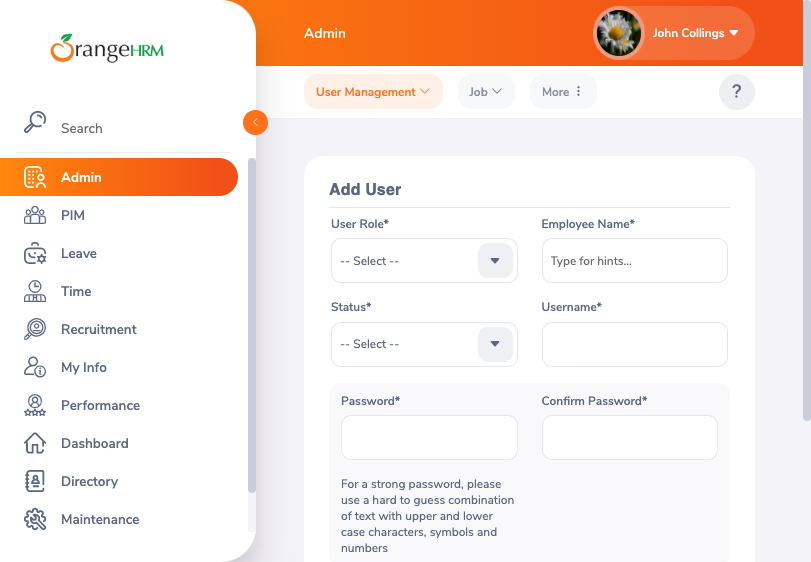 OrangeHRM
Search
Admin
PIM
Leave
Time
Recruitment
My Info
Performance
Dashboard
Directory
Maintenance
Admin
John Collings
User Management
Job
More
?
Add User
User Role*
Employee Name*
-- Select --
Type for hints...
Status*
Username*
-- Select --
Password*
Confirm Password*
For a strong password, please
use a hard to guess combination
of text with upper and lower
case characters, symbols and
numbers